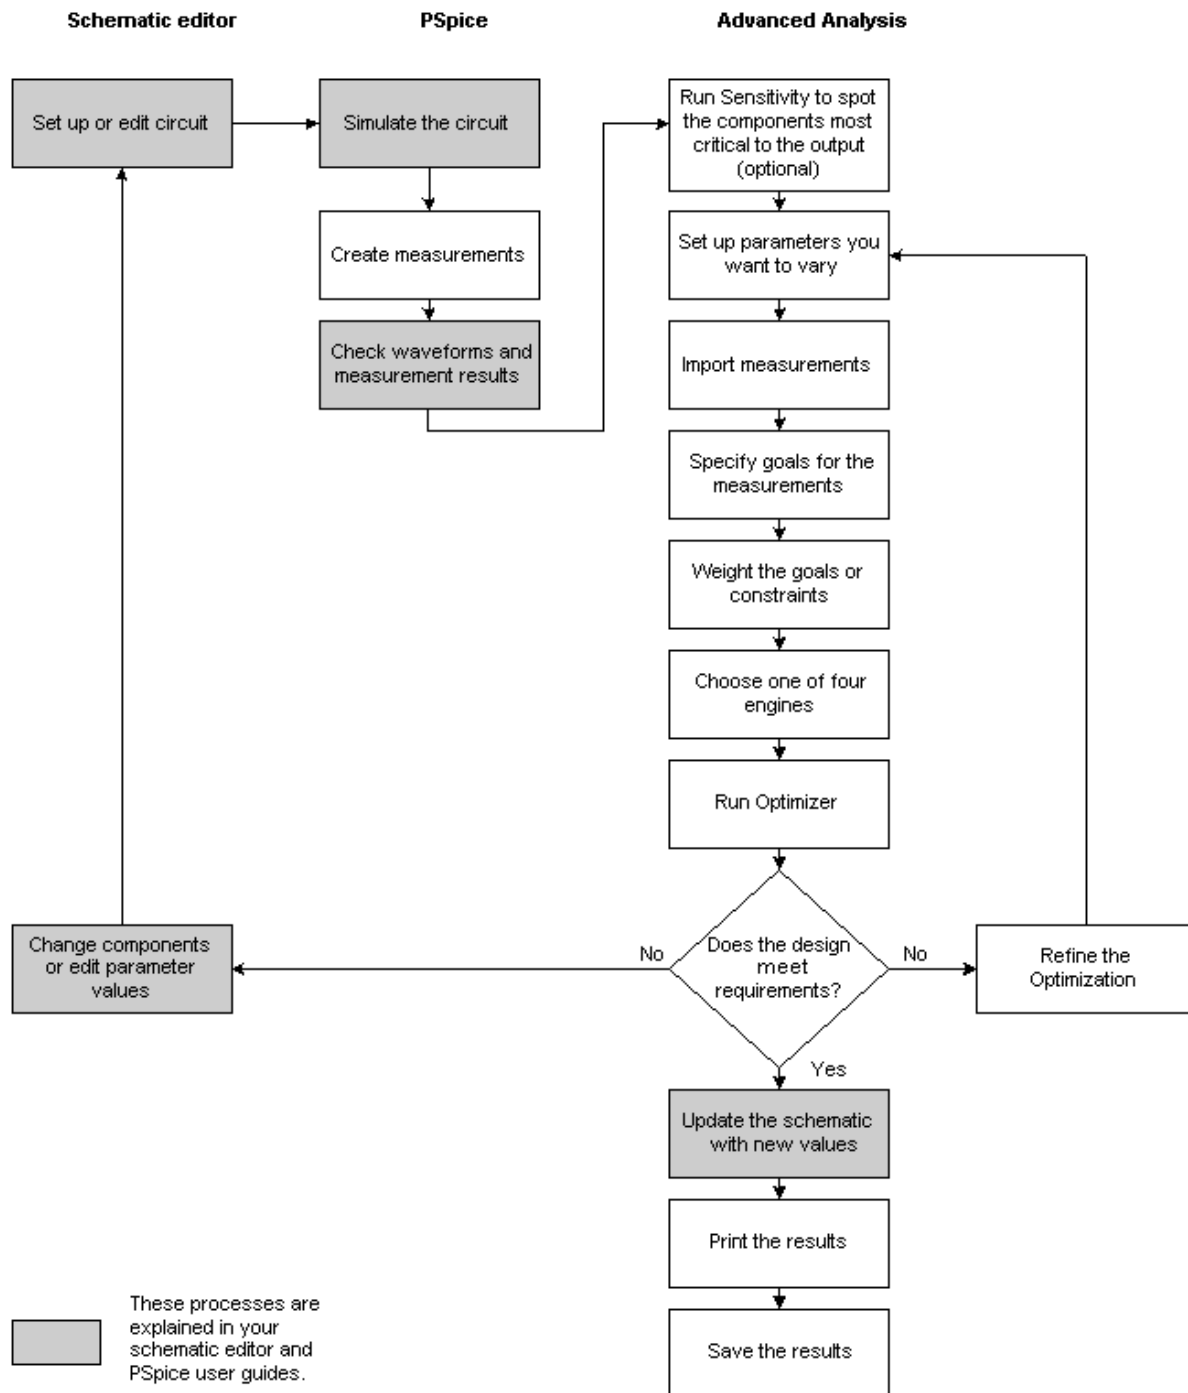 Schematic editor
PSpice
Advanced Analysis
Set up or edit circuit
Simulate the circuit
Run Sensitivity to spot
the components most
critical to the output
(optional)
Create measurements
Set up parameters you
want to vary
Check waveforms and
measurement results
Import measurements
Specify goals for the
measurements
Weight the goals or
constraints
Choose one of four
engines
Run Optimizer
Change components
or edit parameter
values
No
Does the design
meet
requirements?
No
Refine the
Optimization
Yes
Update the schematic
with new values
Print the results
Save the results
These processes are
explained in your
schematic editor and
PSpice user guides.